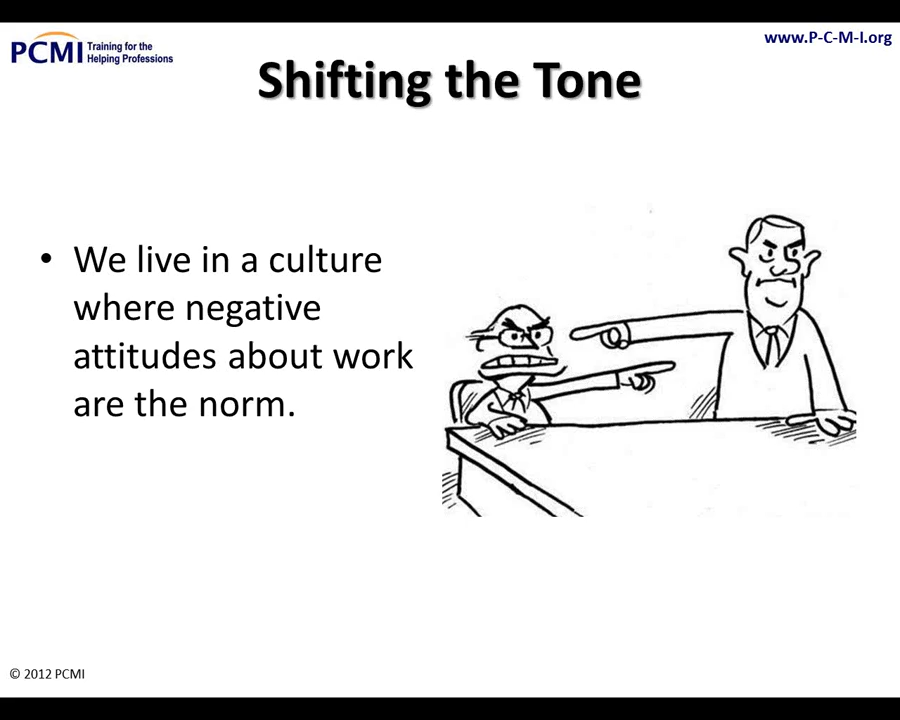 PCMI Training for the
Helping Professions
www.P-C-M-I.org
Shifting the Tone
• We live in a culture
where negative
attitudes about work
are the norm.
© 2012 PCMI